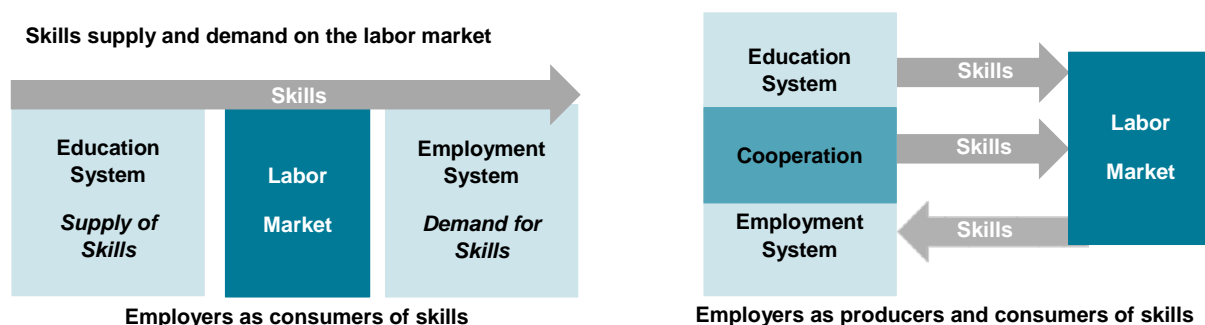 Skills supply and demand on the labor market
Skills
Education
System
Supply of
Skills
Labor
Market
Employment
System
Demand for
Skills
Employers as consumers of skills
Education
System
Cooperation
Employment
System
Skills
Skills
Skills
Labor
Market
Employers as producers and consumers of skills